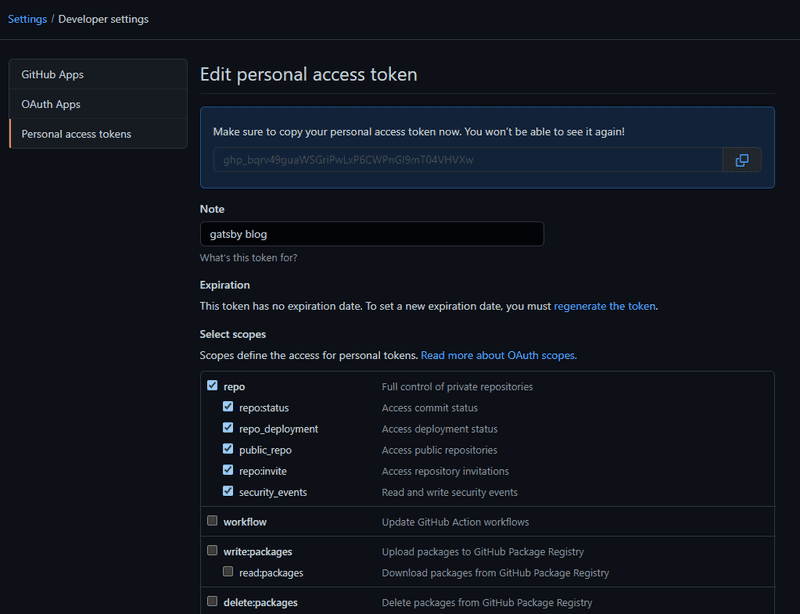 Settings / Developer settings
GitHub Apps
OAuth Apps
Personal access tokens
Edit personal access token
Make sure to copy your personal access token now. You won't be able to see it again!
Note
gatsby blog
What's this token for?
Expiration
This token has no expiration date. To set a new expiration date, you must regenerate the token.
Select scopes
Scopes define the access for personal tokens. Read more about OAuth scopes.
repo Full control of private repositories
repo:status Access commit status
repo_deployment Access deployment status
public_repo Access public repositories
repo:invite Access repository invitations
security_events Read and write security events
workflow Update GitHub Action workflows
write:packages Upload packages to GitHub Package Registry
read:packages Download packages from GitHub Package Registry
delete:packages Delete packages from GitHub Package Registry